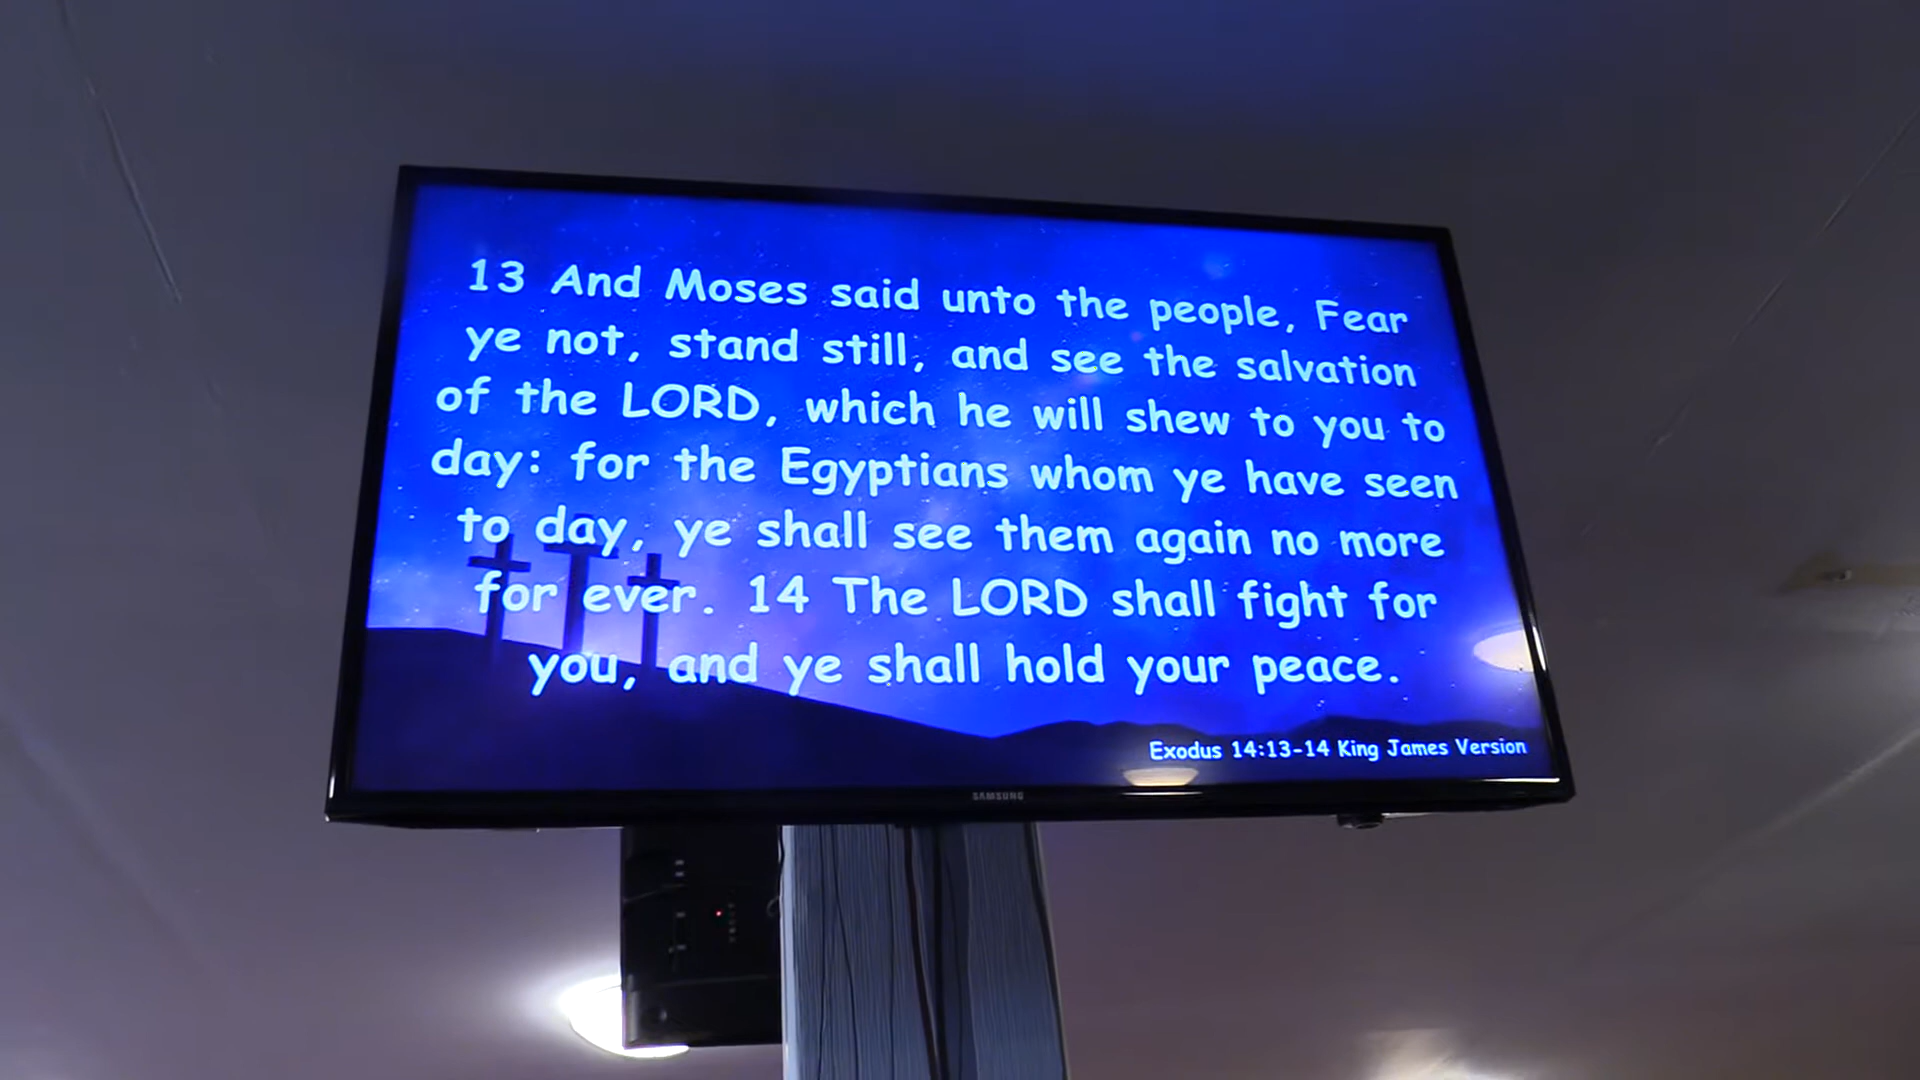 13 And Moses said unto the people, Fear
ye not, stand still, and see the salvation
of the LORD, which he will shew to you to
day: for the Egyptians whom ye have seen
to day, ye shall see them again no more
for ever. 14 The LORD shall fight for
you, and ye shall hold your peace.
Exodus 14:13-14 King James Version
SAMSUNG